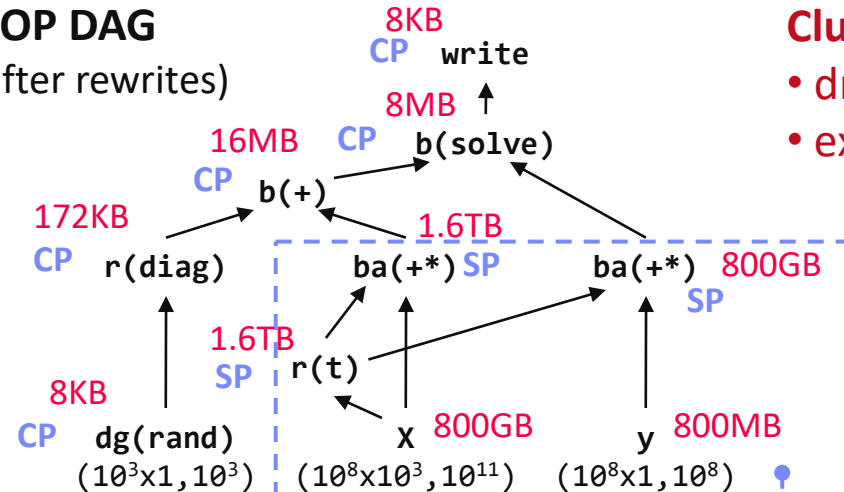 OP DAG
fter rewrites)
8KB
CP write
8MB
CP b(solve)
16MB
CP b(+)
172KB
CP r(diag)
1.6TB
ba(+*) SP
ba(+*) 800GB
SP
1.6TB
SP r(t)
8KB
CP dg(rand)
(10³x1,10³)
X 800GB
(10⁸x10³,10¹¹)
y 800MB
(10⁸x1,10⁸)
Clu
• dr
• ex